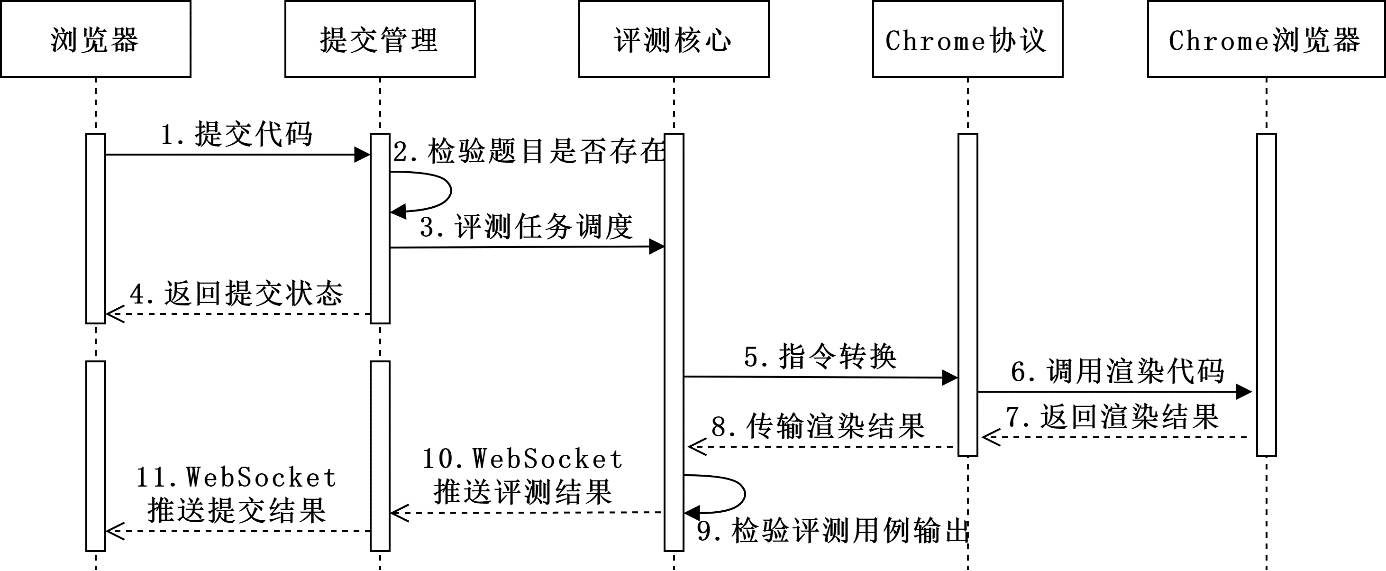 浏览器
提交管理
评测核心
Chrome协议
Chrome浏览器
1.提交代码
2.检验题目是否存在
3.评测任务调度
4.返回提交状态
5.指令转换
6.调用渲染代码
7.返回渲染结果
8.传输渲染结果
10.WebSocket
推送评测结果
11.WebSocket
推送提交结果
9.检验评测用例输出